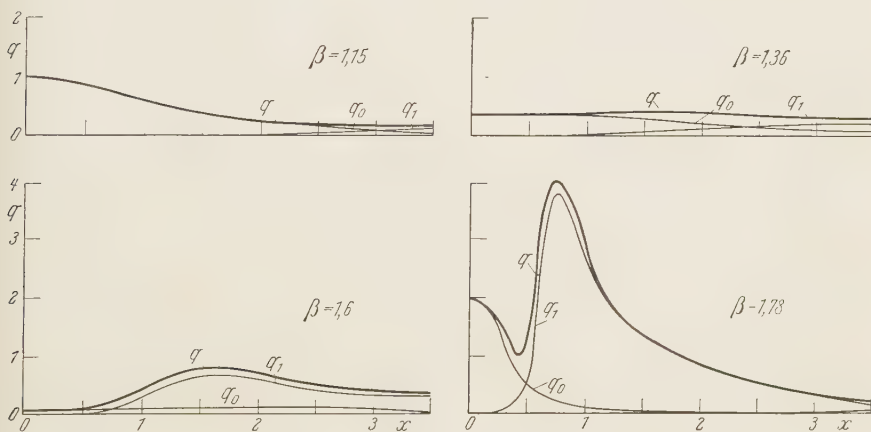 2
q
1
0
β=1,15
q q₀ q₁
β=1,36
q q₀ q₁
4
q
3
2
1
0
β=1,6
q q₁
q₀
0 1 2 3 x
β-1,78
q
q₁
q₀
0 1 2 3 x